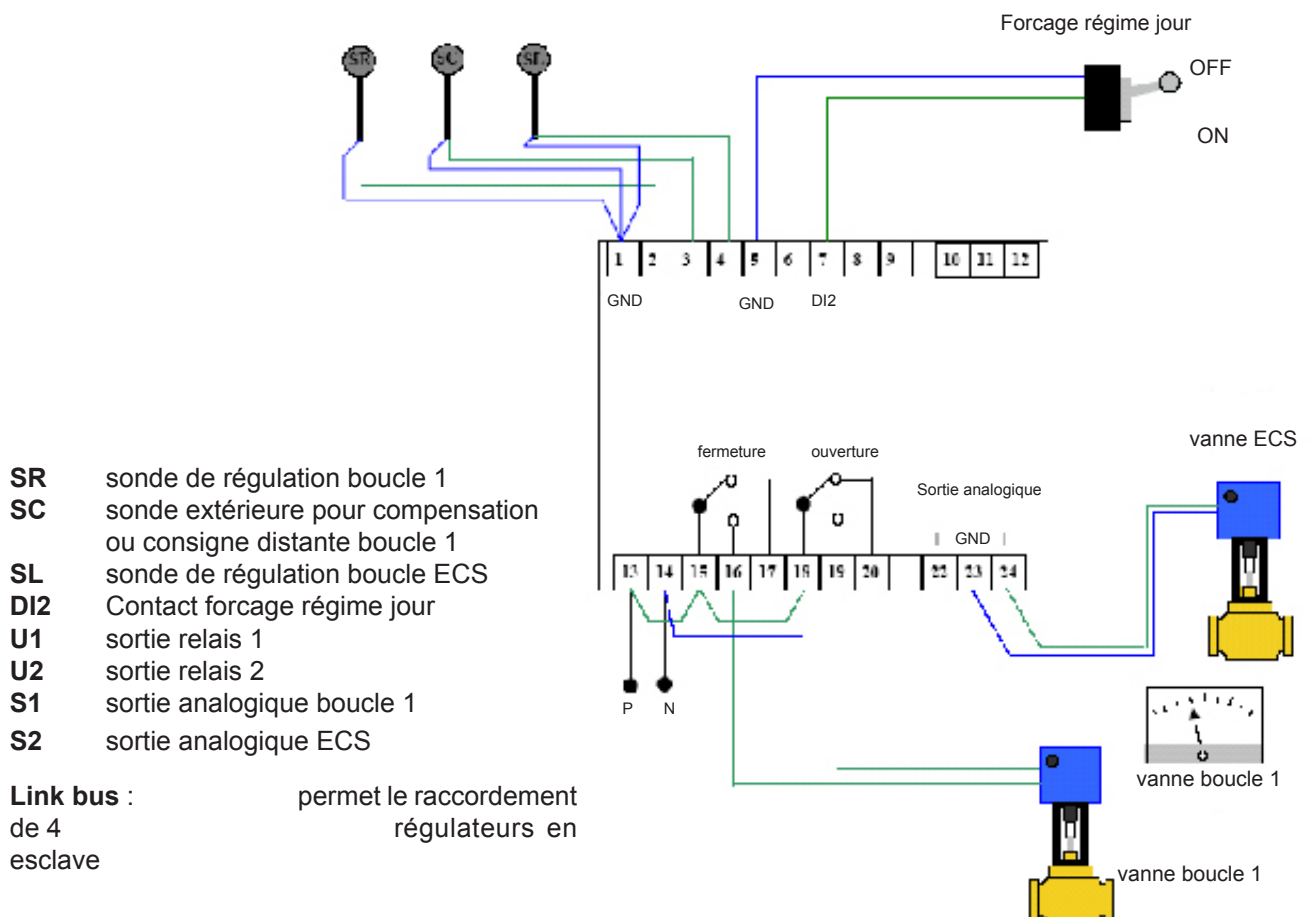 Forcage régime jour
SR SC SL
OFF
ON
1 2 3 4 5 6 7 8 9 10 11 12
GND GND DI2
vanne ECS
fermeture ouverture
Sortie analogique
GND
13 14 15 16 17 18 19 20 22 23 24
P N
SR sonde de régulation boucle 1
SC sonde extérieure pour compensation
ou consigne distante boucle 1
SL sonde de régulation boucle ECS
DI2 Contact forcage régime jour
U1 sortie relais 1
U2 sortie relais 2
S1 sortie analogique boucle 1
S2 sortie analogique ECS
Link bus : permet le raccordement
de 4 régulateurs en
esclave
vanne boucle 1
vanne boucle 1